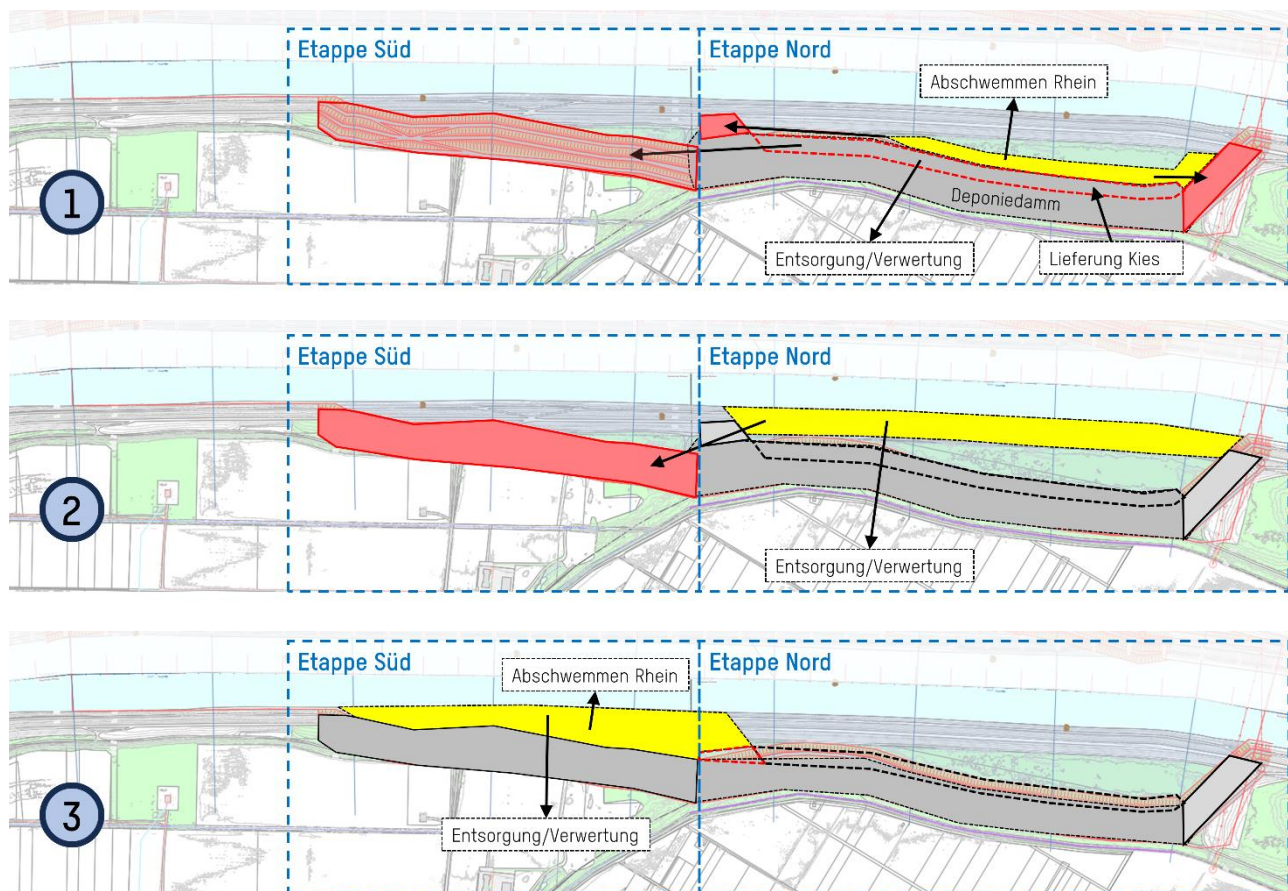 Etappe Süd
Etappe Nord
Abschwemmen Rhein
1
Deponiedamm
Entsorgung/Verwertung
Lieferung Kies
Etappe Süd
Etappe Nord
2
Entsorgung/Verwertung
Etappe Süd
Etappe Nord
Abschwemmen Rhein
3
Entsorgung/Verwertung